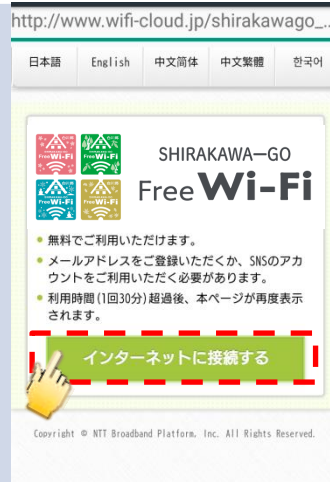 http://www.wifi-cloud.jp/shirakawago_...
日本語 English 中文简体 中文繁體 한국어
SHIRAKAWA—GO
Free Wi-Fi
Free Wi-Fi Free Wi-Fi
Free Wi-Fi Free Wi-Fi
• 無料でご利用いただけます。
• メールアドレスをご登録いただくか、SNSのアカ
ウントをご利用いただく必要が あります。
• 利用時間(1回30分)超過後、本ページが再度表示
されます。
インターネットに接続する
Copyright © NTT Broadband Platform, Inc. All Rights Reserved.